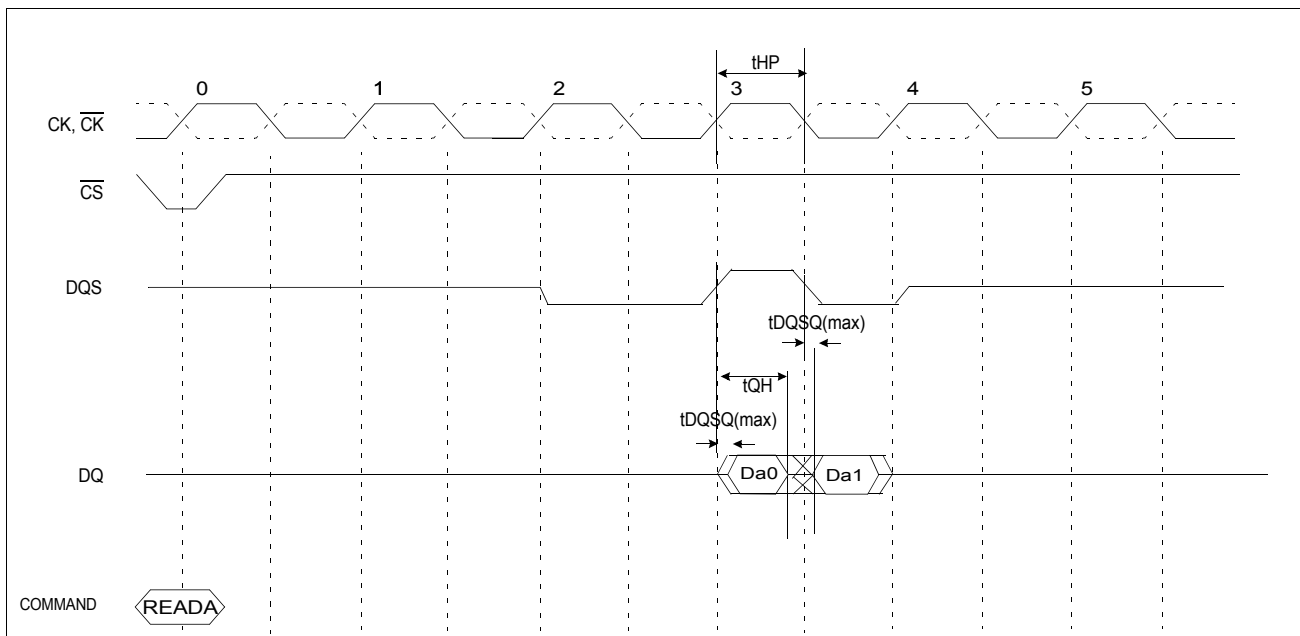 tHP
0 1 2 3 4 5
CK, CK
CS
DQS
tDQSQ(max)
tQH
tDQSQ(max)
DQ
Da0 Da1
COMMAND
READA